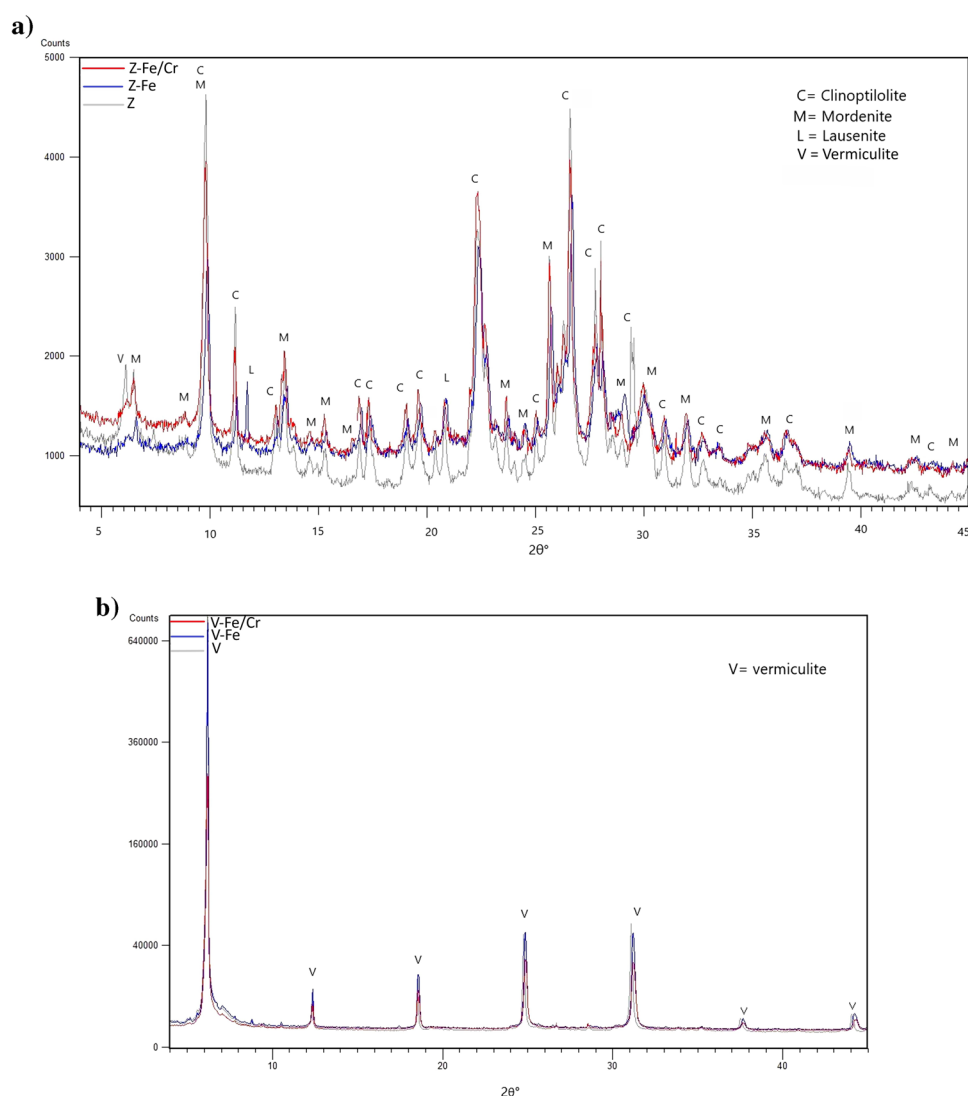 a)
Counts
5000
Z-Fe/Cr
Z-Fe
Z
C
M
C
C= Clinoptilolite
M= Mordenite
L = Lausenite
V = Vermiculite
4000
C
3000
M C C
C C
2000
V M L C M C C C C L M M M M
M M M M M C C M C M C
1000
M C M
5 10 15 20 25 30 35 40 45
2θ°
b)
Counts
V-Fe/Cr
V-Fe
V
640000
V= vermiculite
360000
160000
V V
40000
V V
V V
0
10 20 30 40
2θ°